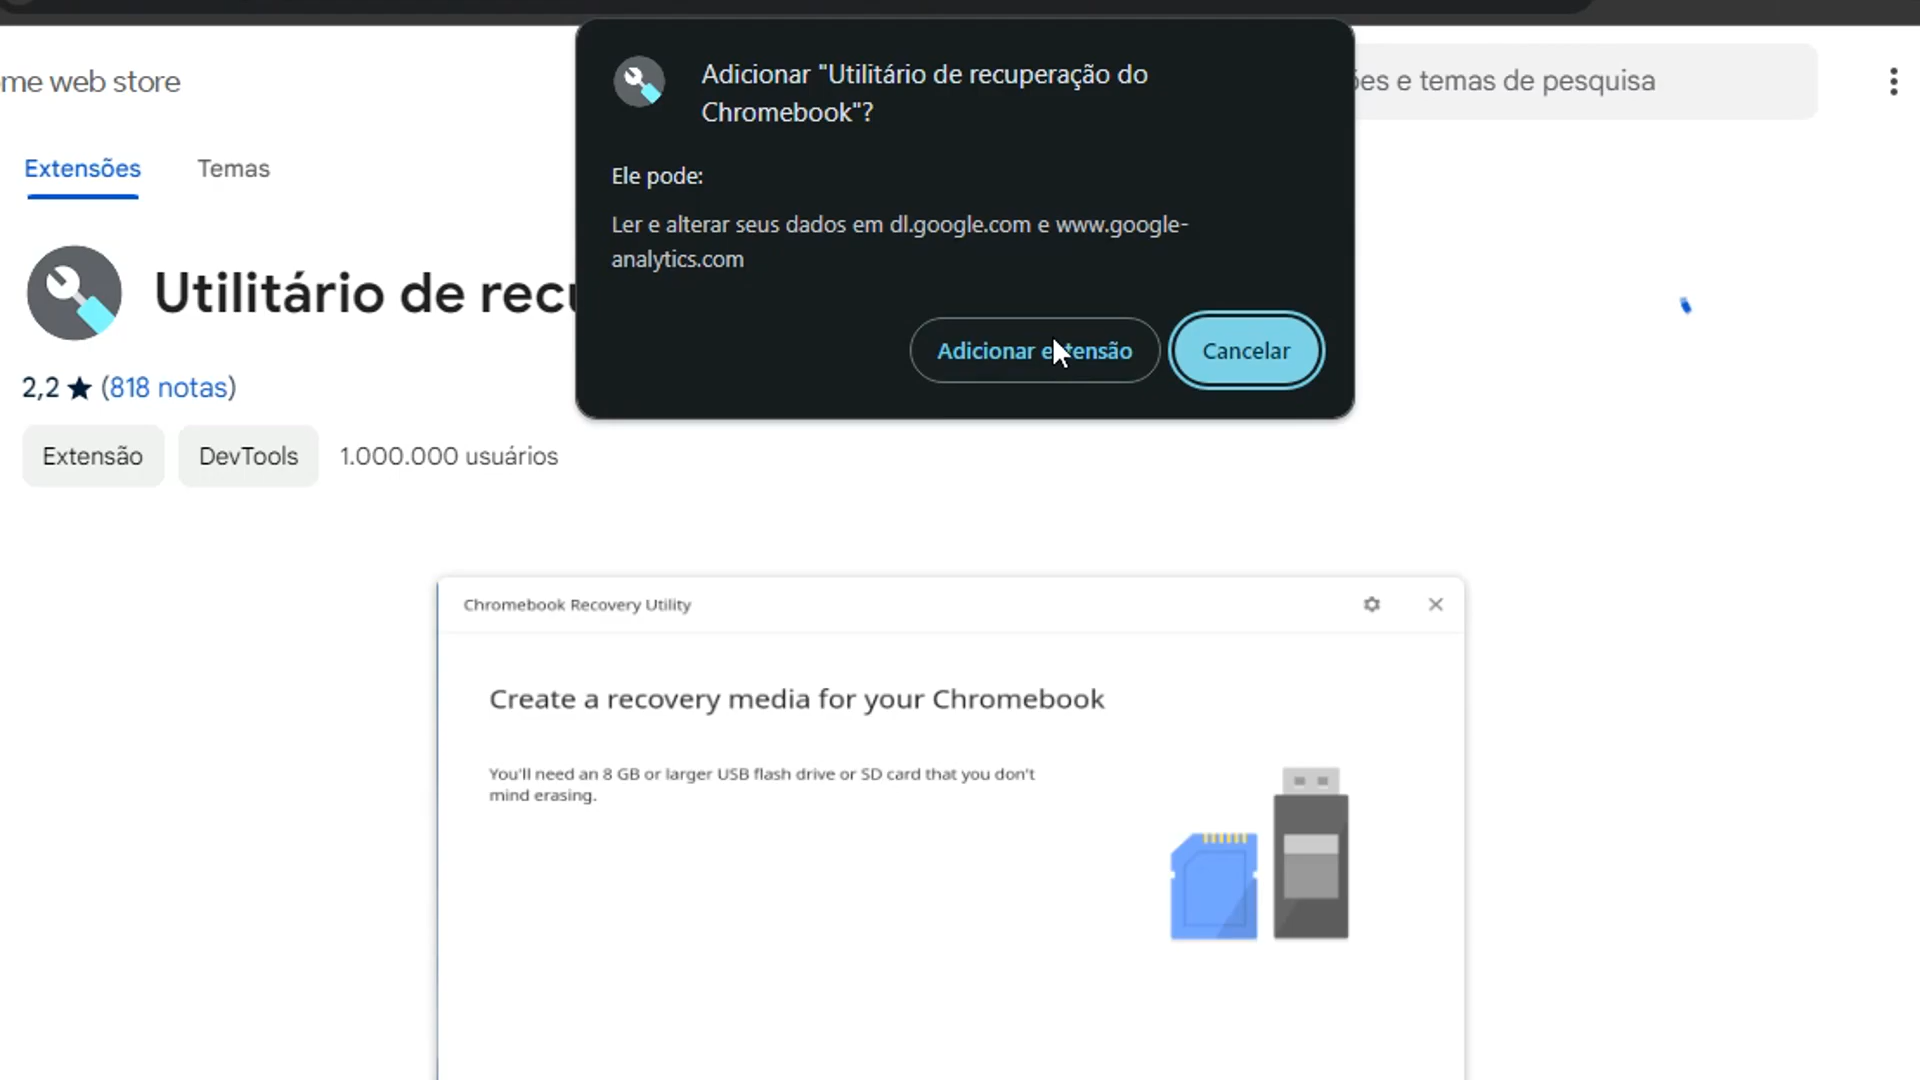 Adicionar "Utilitário de recuperação do
Chromebook"?
Ele pode:
Ler e alterar seus dados em dl.google.com e www.google-
analytics.com
Adicionar extensão
Cancelar
me web store
es e temas de pesquisa
Extensões
Temas
Utilitário de rec
2,2 ★ (818 notas)
Extensão
DevTools
1.000.000 usuários
Chromebook Recovery Utility
Create a recovery media for your Chromebook
You'll need an 8 GB or larger USB flash drive or SD card that you don't
mind erasing.